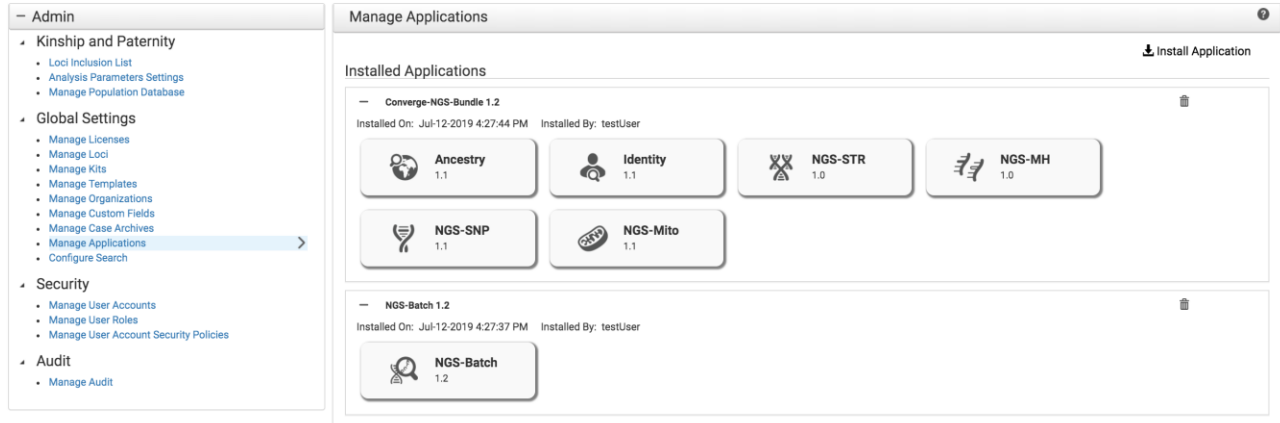 Admin
Kinship and Paternity
Loci Inclusion List
Analysis Parameters Settings
Manage Population Database
Global Settings
Manage Licenses
Manage Loci
Manage Kits
Manage Templates
Manage Organizations
Manage Custom Fields
Manage Case Archives
Manage Applications
Configure Search
Security
Manage User Accounts
Manage User Roles
Manage User Account Security Policies
Audit
Manage Audit
Manage Applications
Install Application
Installed Applications
Converge-NGS-Bundle 1.2
Installed On: Jul-12-2019 4:27:44 PM Installed By: testUser
Ancestry
1.1
Identity
1.1
NGS-STR
1.0
NGS-MH
1.0
NGS-SNP
1.1
NGS-Mito
1.1
NGS-Batch 1.2
Installed On: Jul-12-2019 4:27:37 PM Installed By: testUser
NGS-Batch
1.2